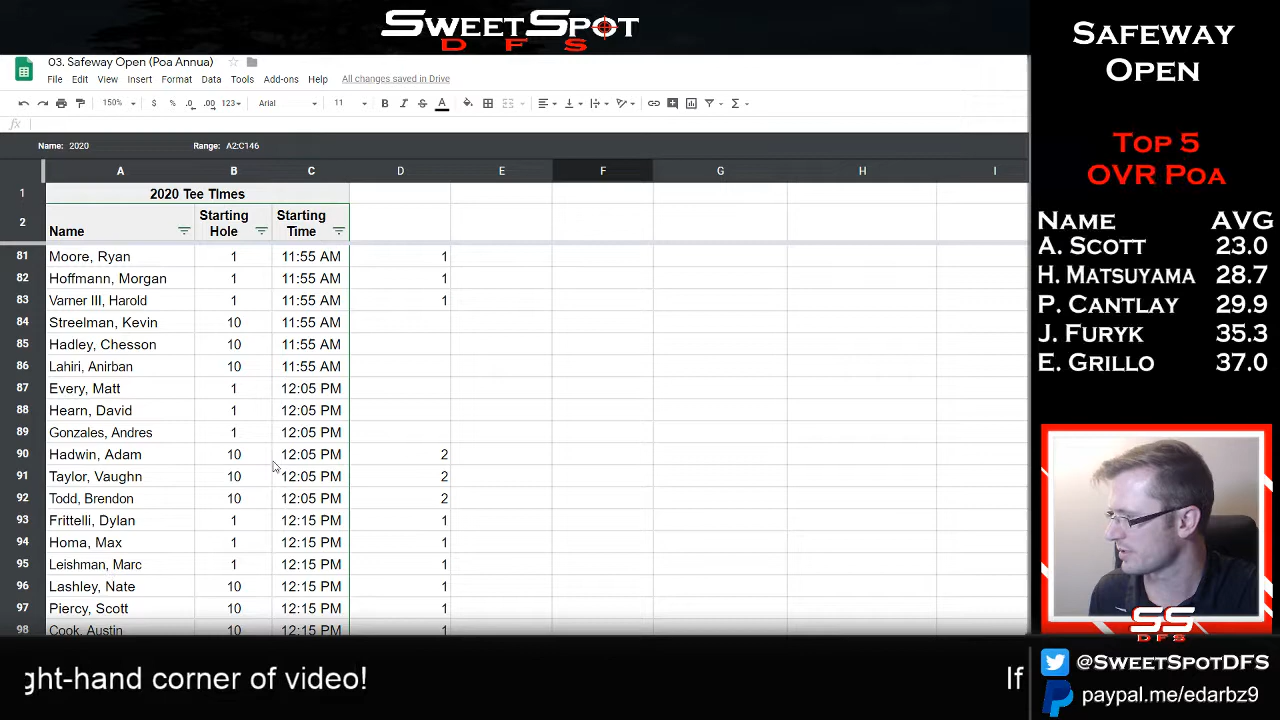 SweetSpot
DFS
03. Safeway Open (Poa Annua)
File Edit View Insert Format Data Tools Add-ons Help All changes saved in Drive
150% $ % .0 .00 123 Arial 11 B I S A
fx
Name: 2020 Range: A2:C146
A B C D E F G H I
1 2020 Tee TImes
2 Name Starting Hole Starting Time
81 Moore, Ryan 1 11:55 AM 1
82 Hoffmann, Morgan 1 11:55 AM 1
83 Varner III, Harold 1 11:55 AM 1
84 Streelman, Kevin 10 11:55 AM
85 Hadley, Chesson 10 11:55 AM
86 Lahiri, Anirban 10 11:55 AM
87 Every, Matt 1 12:05 PM
88 Hearn, David 1 12:05 PM
89 Gonzales, Andres 1 12:05 PM
90 Hadwin, Adam 10 12:05 PM 2
91 Taylor, Vaughn 10 12:05 PM 2
92 Todd, Brendon 10 12:05 PM 2
93 Frittelli, Dylan 1 12:15 PM 1
94 Homa, Max 1 12:15 PM 1
95 Leishman, Marc 1 12:15 PM 1
96 Lashley, Nate 10 12:15 PM 1
97 Piercy, Scott 10 12:15 PM 1
98 Cook, Austin 10 12:15 PM 1
Safeway
Open
Top 5
OVR Poa
Name AVG
A. Scott 23.0
H. Matsuyama 28.7
P. Cantlay 29.9
J. Furyk 35.3
E. Grillo 37.0
SS
DFS
@SweetSpotDFS
paypal.me/edarbz9
ght-hand corner of video! If